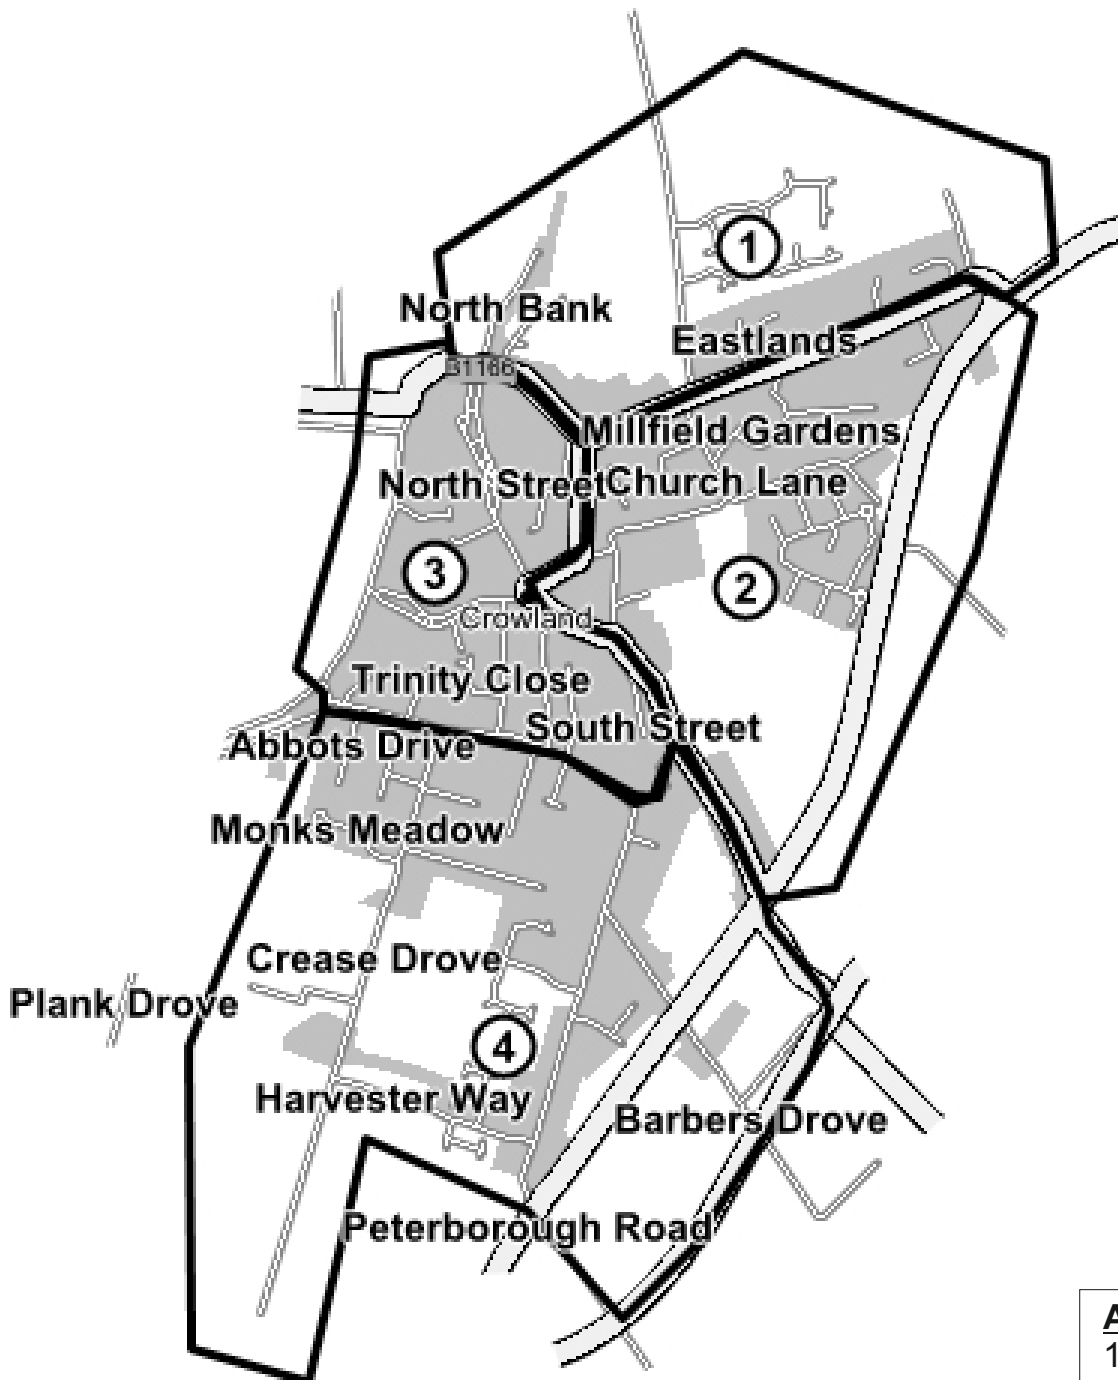 1
North Bank
Eastlands
B1166
Millfield Gardens
North Street
Church Lane
3
2
Crowland
Trinity Close
South Street
Abbots Drive
Monks Meadow
Crease Drove
Plank Drove
4
Harvester Way
Barbers Drove
Peterborough Road
A
1